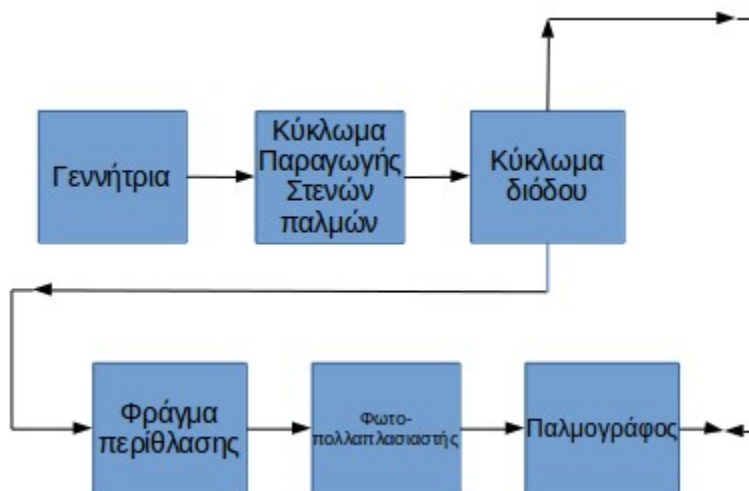 Γεννήτρια
Κύκλωμα
Παραγωγής
Στενών
παλμών
Κύκλωμα
διόδου
Φράγμα
περίθλασης
Φωτο-
πολλαπλασιαστής
Παλμογράφος